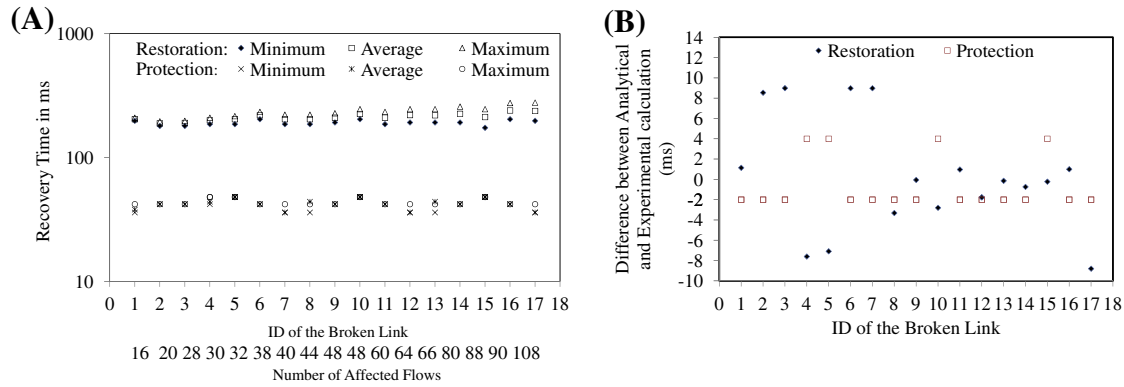 (A)
1000
100
10
Recovery Time in ms
Restoration: Minimum Average Maximum
Protection: Minimum Average Maximum
0 1 2 3 4 5 6 7 8 9 10 11 12 13 14 15 16 17 18
ID of the Broken Link
16 20 28 30 32 38 40 44 48 48 60 64 66 80 88 90 108
Number of Affected Flows
(B)
14
12
10
8
6
4
2
0
-2
-4
-6
-8
-10
Difference between Analytical
and Experimental calculation
(ms)
Restoration Protection
0 1 2 3 4 5 6 7 8 9 10 11 12 13 14 15 16 17 18
ID of the Broken Link